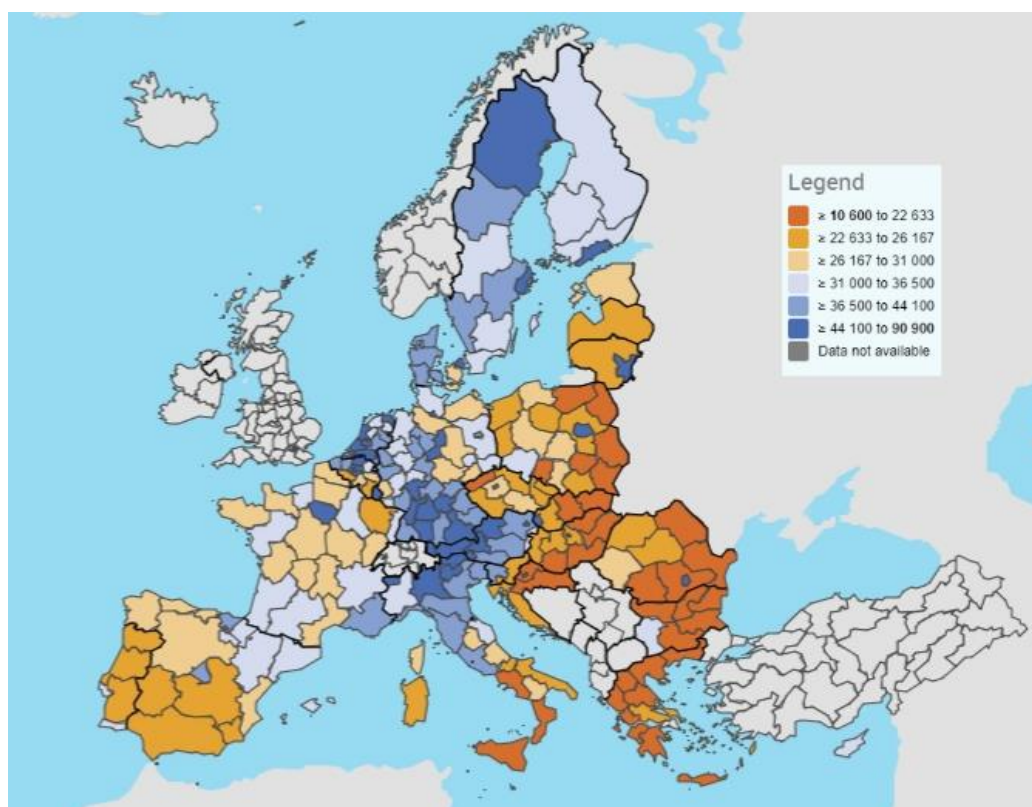 Legend
≥ 10 600 to 22 633
≥ 22 633 to 26 167
≥ 26 167 to 31 000
≥ 31 000 to 36 500
≥ 36 500 to 44 100
≥ 44 100 to 90 900
Data not available